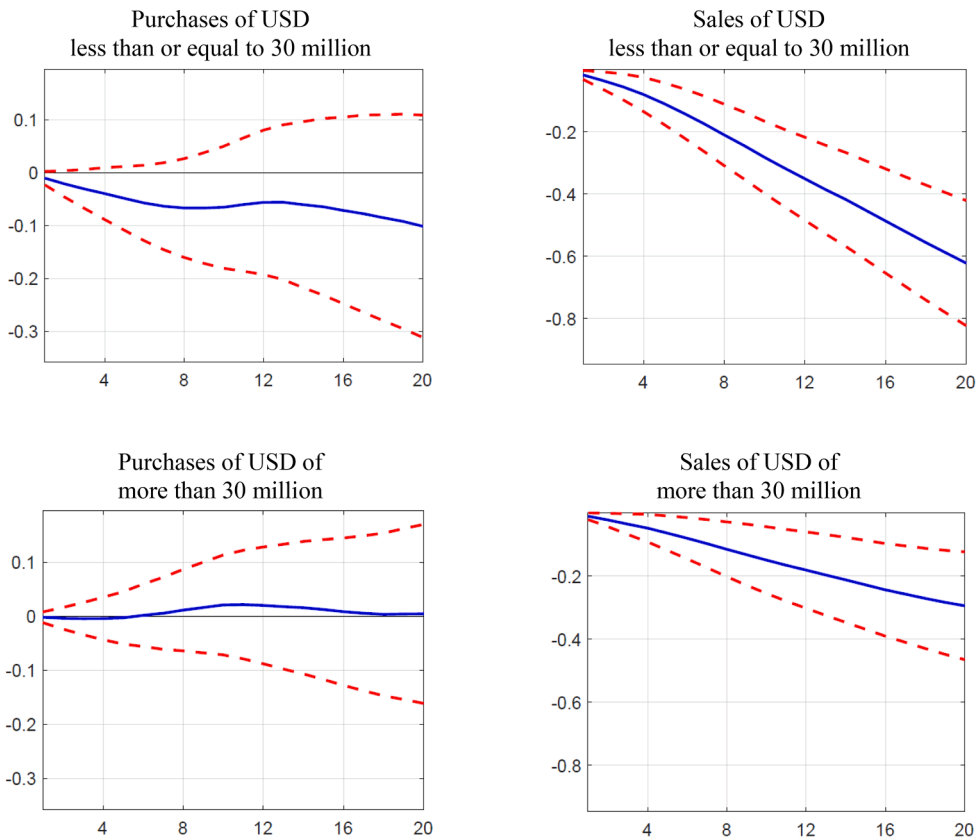 Purchases of USD
less than or equal to 30 million
0.1
0
-0.1
-0.2
-0.3
4 8 12 16 20
Sales of USD
less than or equal to 30 million
-0.2
-0.4
-0.6
-0.8
4 8 12 16 20
Purchases of USD of
more than 30 million
0.1
0
-0.1
-0.2
-0.3
4 8 12 16 20
Sales of USD of
more than 30 million
-0.2
-0.4
-0.6
-0.8
4 8 12 16 20